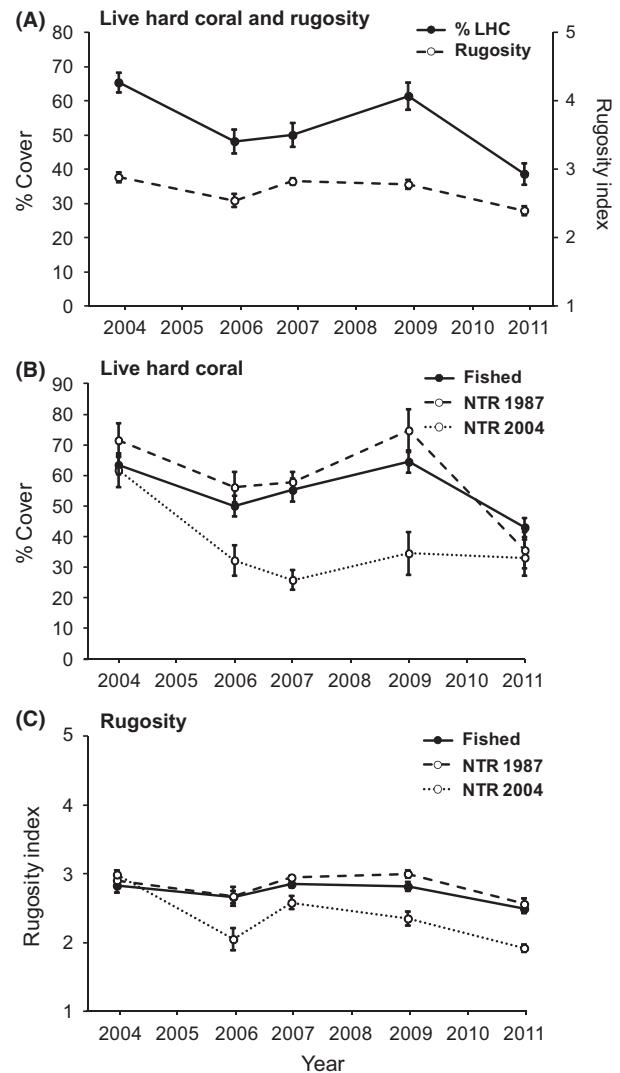 (A) Live hard coral and rugosity
% LHC
Rugosity
80
70
60
50
40
30
20
10
0
% Cover
5
4
3
2
1
Rugosity index
2004 2005 2006 2007 2008 2009 2010 2011
(B) Live hard coral
Fished
NTR 1987
NTR 2004
90
80
70
60
50
40
30
20
10
0
% Cover
2004 2005 2006 2007 2008 2009 2010 2011
(C) Rugosity
Fished
NTR 1987
NTR 2004
5
4
3
2
1
Rugosity index
2004 2005 2006 2007 2008 2009 2010 2011
Year